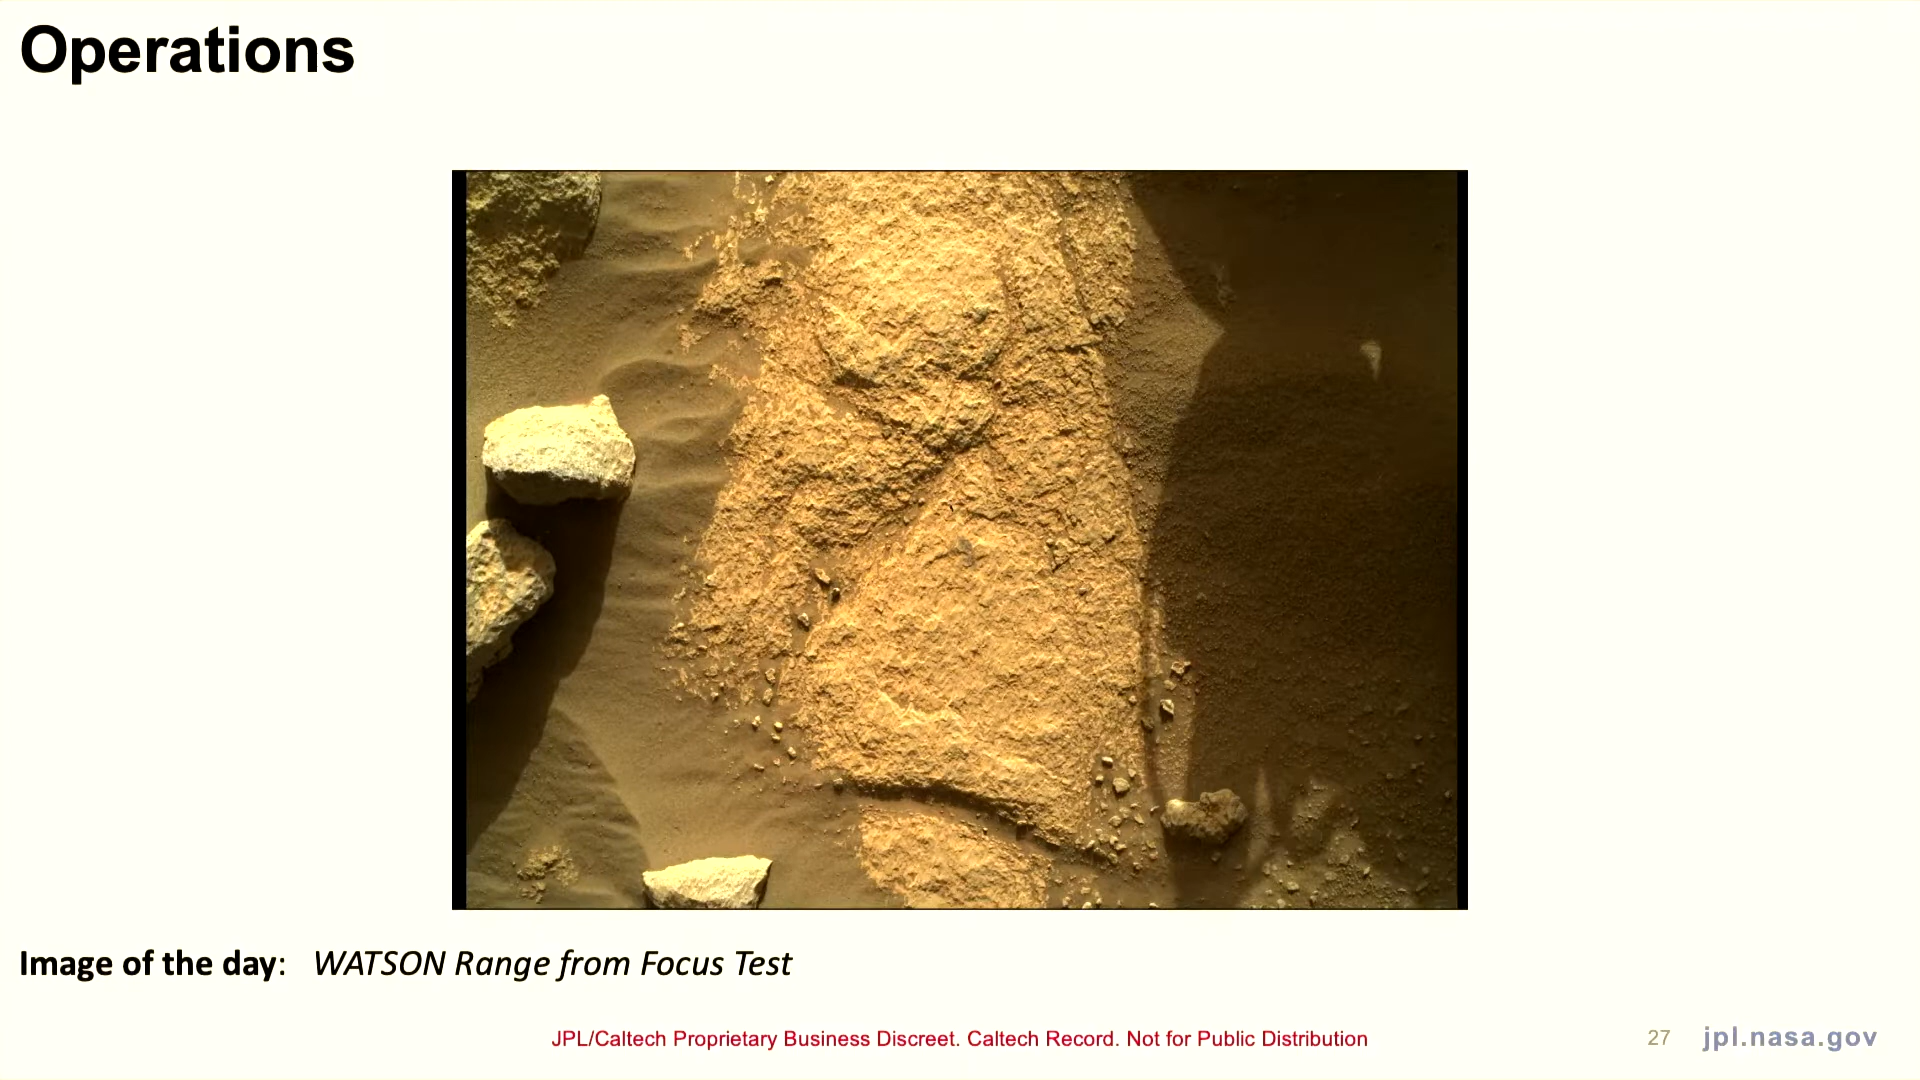 Operations
Image of the day: WATSON Range from Focus Test
JPL/Caltech Proprietary Business Discreet. Caltech Record. Not for Public Distribution
27 jpl.nasa.gov